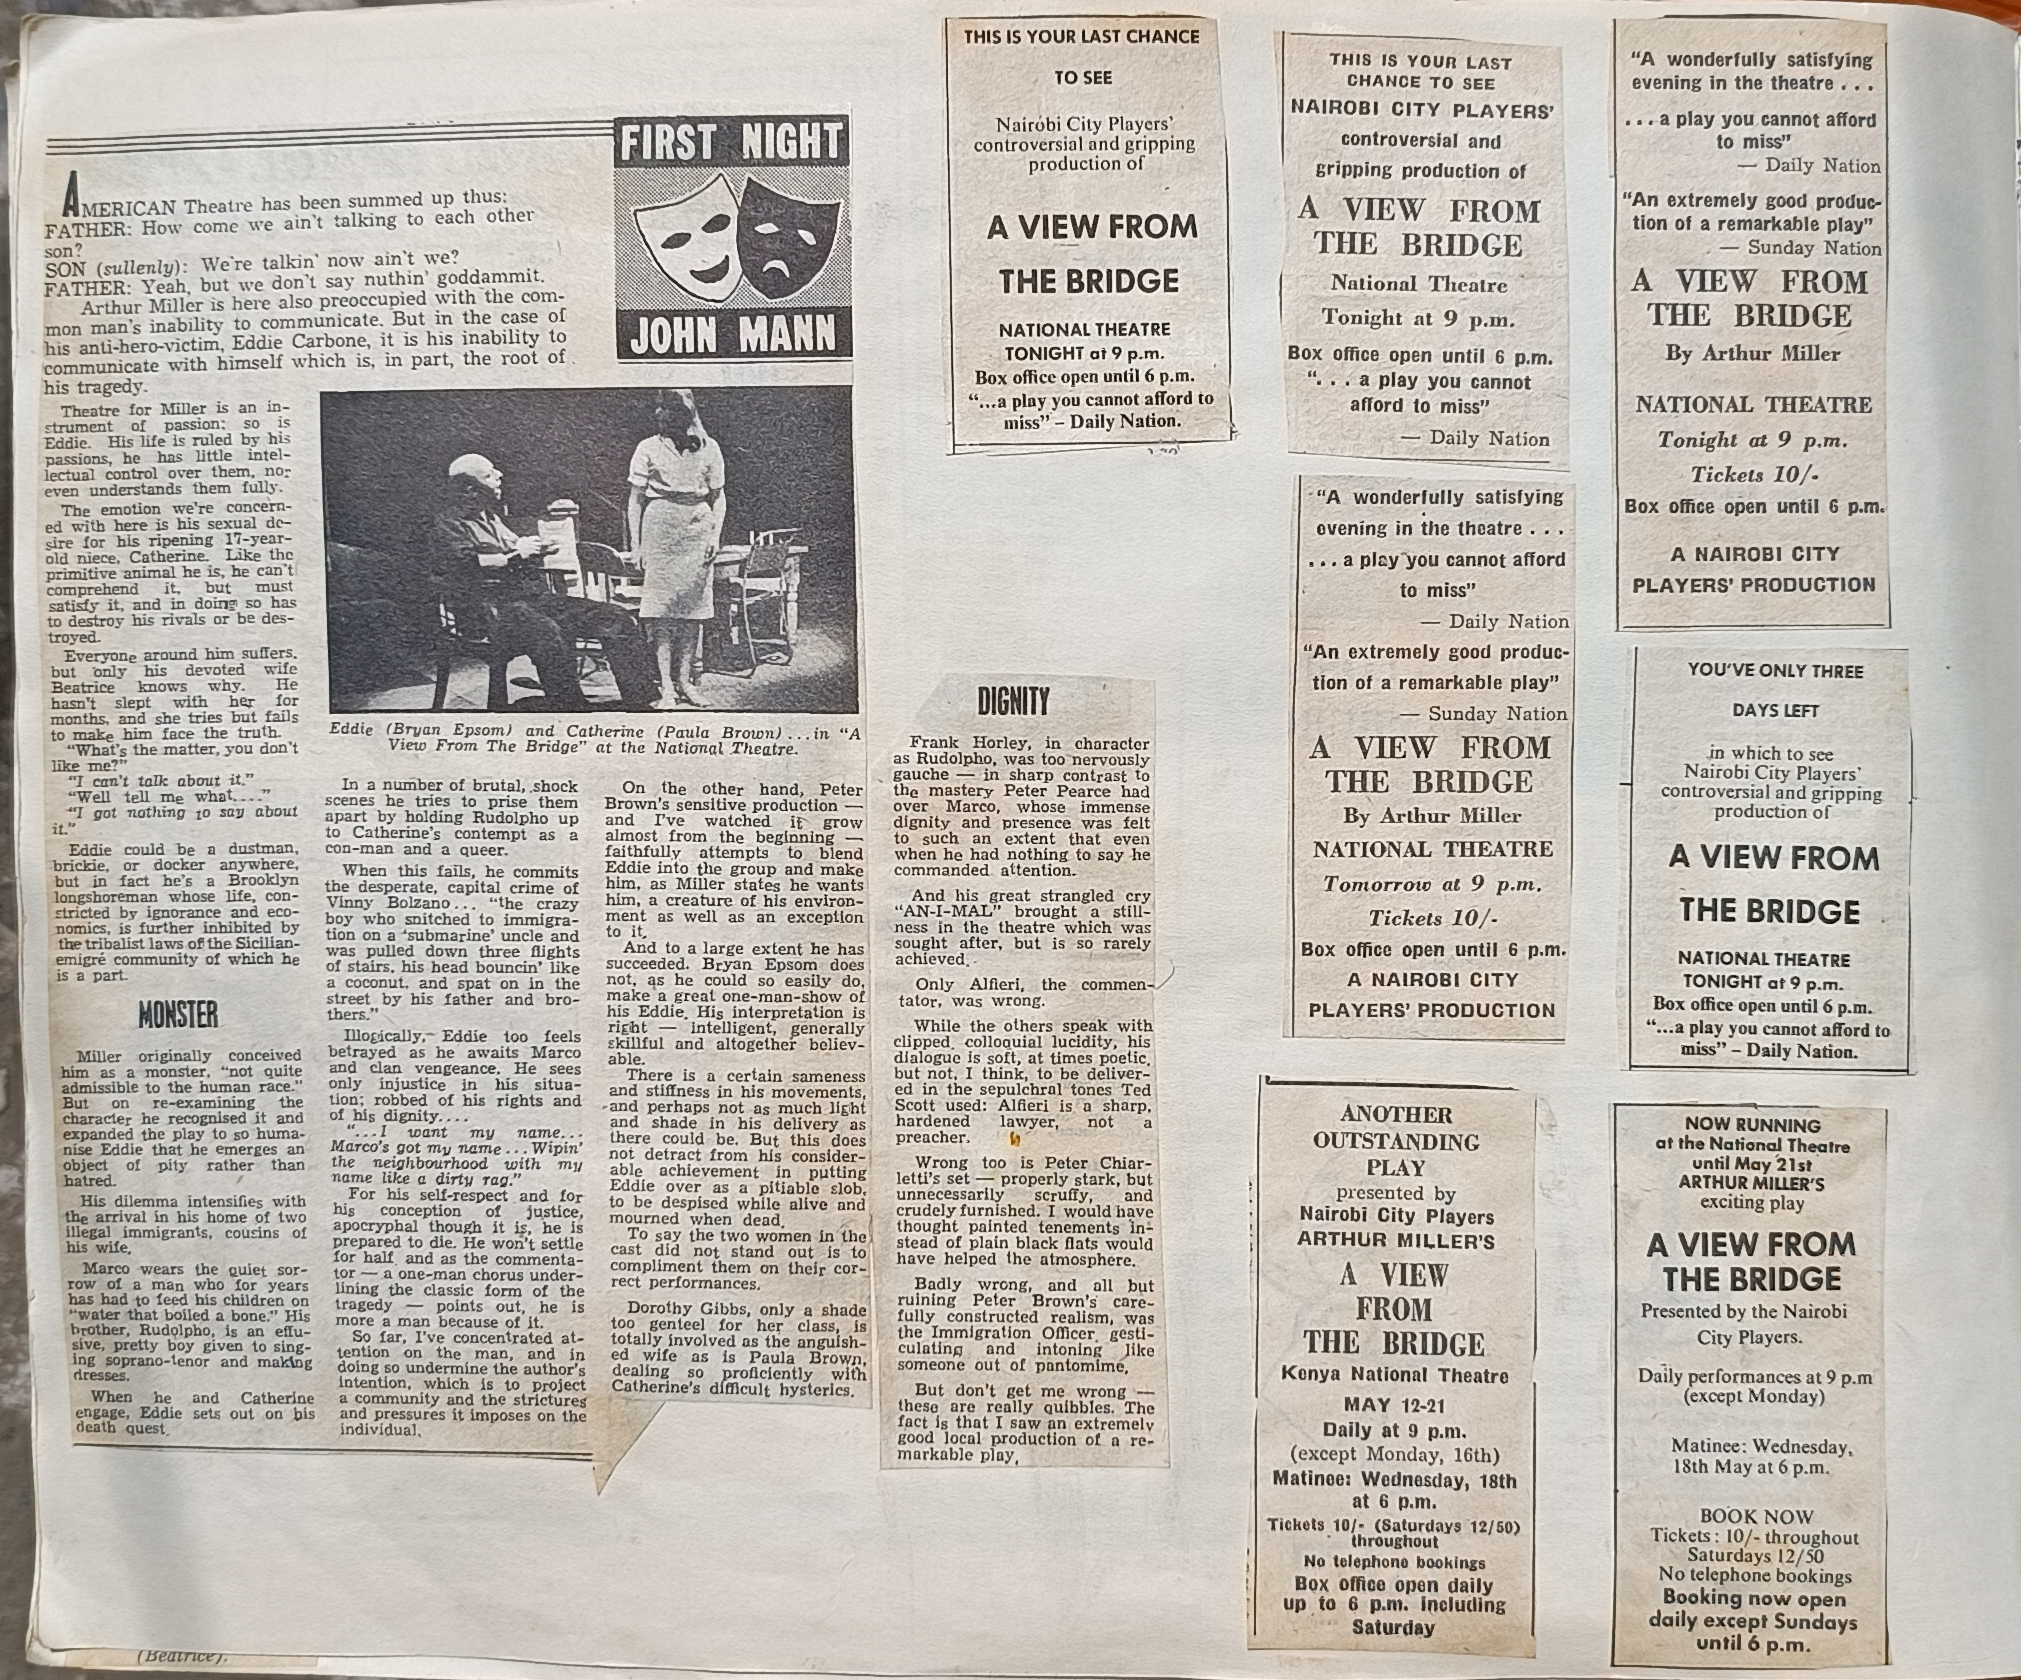 FIRST NIGHT
JOHN MANN
AMERICAN Theatre has been summed up thus:
FATHER: How come we ain't talking to each other
son?
SON (sullenly): We're talkin' now ain't we?
FATHER: Yeah, but we don't say nuthin' goddammit.
Arthur Miller is here also preoccupied with the com-
mon man's inability to communicate. But in the case of
his anti-hero-victim, Eddie Carbone, it is his inability to
communicate with himself which is, in part, the root of
his tragedy.
Theatre for Miller is an in-
strument of passion; so is
Eddie. His life is ruled by his
passions, he has little intel-
lectual control over them, nor
even understands them fully.
The emotion we're concern-
ed with here is his sexual de-
sire for his ripening 17-year-
old niece, Catherine. Like the
primitive animal he is, he can't
comprehend it, but must
satisfy it, and in doing so has
to destroy his rivals or be des-
troyed.
Everyone around him suffers,
but only his devoted wife
Beatrice knows why. He
hasn't slept with her for
months, and she tries but fails
to make him face the truth.
"What's the matter, you don't
like me?"
"I can't talk about it."
"Well tell me what...."
"I got nothing to say about
it."
Eddie could be a dustman,
brickie, or docker anywhere,
but in fact he's a Brooklyn
longshoreman whose life, con-
stricted by ignorance and eco-
nomics, is further inhibited by
the tribalist laws of the Sicilian-
emigré community of which he
is a part.
MONSTER
Miller originally conceived
him as a monster, "not quite
admissible to the human race."
But on re-examining the
character he recognised it and
expanded the play to so huma-
nise Eddie that he emerges an
object of pity rather than
hatred.
His dilemma intensifies with
the arrival in his home of two
illegal immigrants, cousins of
his wife.
Marco wears the quiet sor-
row of a man who for years
has had to feed his children on
"water that boiled a bone." His
brother, Rudolpho, is an effu-
sive, pretty boy given to sing-
ing soprano-tenor and making
dresses.
When he and Catherine
engage, Eddie sets out on his
death quest.
Eddie (Bryan Epsom) and Catherine (Paula Brown)...in "A
View From The Bridge" at the National Theatre.
In a number of brutal, shock
scenes he tries to prise them
apart by holding Rudolpho up
to Catherine's contempt as a
con-man and a queer.
When this fails, he commits
the desperate, capital crime of
Vinny Bolzano... "the crazy
boy who snitched to immigra-
tion on a 'submarine' uncle and
was pulled down three flights
of stairs, his head bouncin' like
a coconut, and spat on in the
street by his father and bro-
thers."
Illogically, Eddie too feels
betrayed as he awaits Marco
and clan vengeance. He sees
only injustice in his situa-
tion; robbed of his rights and
of his dignity....
"...I want my name...
Marco's got my name...Wipin'
the neighbourhood with my
name like a dirty rag."
For his self-respect and for
his conception of justice,
apocryphal though it is, he is
prepared to die. He won't settle
for half, and as the commenta-
tor — a one-man chorus under-
lining the classic form of the
tragedy — points out, he is
more a man because of it.
So far, I've concentrated at-
tention on the man, and in
doing so undermine the author's
intention, which is to project
a community and the strictures
and pressures it imposes on the
individual.
On the other hand, Peter
Brown's sensitive production —
and I've watched it grow
almost from the beginning —
faithfully attempts to blend
Eddie into the group and make
him, as Miller states he wants
him, a creature of his environ-
ment as well as an exception
to it.
And to a large extent he has
succeeded. Bryan Epsom does
not, as he could so easily do,
make a great one-man-show of
his Eddie. His interpretation is
right — intelligent, generally
skillful and altogether believ-
able.
There is a certain sameness
and stiffness in his movements,
and perhaps not as much light
and shade in his delivery as
there could be. But this does
not detract from his consider-
able achievement in putting
Eddie over as a pitiable slob,
to be despised while alive and
mourned when dead.
To say the two women in the
cast did not stand out is to
compliment them on their cor-
rect performances.
Dorothy Gibbs, only a shade
too genteel for her class, is
totally involved as the anguish-
ed wife as is Paula Brown,
dealing so proficiently with
Catherine's difficult hysterics.
DIGNITY
Frank Horley, in character
as Rudolpho, was too nervously
gauche — in sharp contrast to
the mastery Peter Pearce had
over Marco, whose immense
dignity and presence was felt
to such an extent that even
when he had nothing to say he
commanded attention.
And his great strangled cry
"AN-I-MAL" brought a still-
ness in the theatre which was
sought after, but is so rarely
achieved.
Only Alfieri, the commen-
tator, was wrong.
While the others speak with
clipped, colloquial lucidity, his
dialogue is soft, at times poetic,
but not, I think, to be deliver-
ed in the sepulchral tones Ted
Scott used: Alfieri is a sharp,
hardened lawyer, not a
preacher.
Wrong too is Peter Chiar-
letti's set — properly stark, but
unnecessarily scruffy, and
crudely furnished. I would have
thought painted tenements in-
stead of plain black flats would
have helped the atmosphere.
Badly wrong, and all but
ruining Peter Brown's care-
fully constructed realism, was
the Immigration Officer, gesti-
culating and intoning like
someone out of pantomime.
But don't get me wrong —
these are really quibbles. The
fact is that I saw an extremely
good local production of a re-
markable play.
THIS IS YOUR LAST CHANCE
TO SEE
Nairobi City Players'
controversial and gripping
production of
A VIEW FROM
THE BRIDGE
NATIONAL THEATRE
TONIGHT at 9 p.m.
Box office open until 6 p.m.
"...a play you cannot afford to
miss" – Daily Nation.
THIS IS YOUR LAST
CHANCE TO SEE
NAIROBI CITY PLAYERS'
controversial and
gripping production of
A VIEW FROM
THE BRIDGE
National Theatre
Tonight at 9 p.m.
Box office open until 6 p.m.
"... a play you cannot
afford to miss"
— Daily Nation
"A wonderfully satisfying
evening in the theatre . . .
. . . a play you cannot afford
to miss"
— Daily Nation
"An extremely good produc-
tion of a remarkable play"
— Sunday Nation
A VIEW FROM
THE BRIDGE
By Arthur Miller
NATIONAL THEATRE
Tomorrow at 9 p.m.
Tickets 10/-
Box office open until 6 p.m.
A NAIROBI CITY
PLAYERS' PRODUCTION
ANOTHER
OUTSTANDING
PLAY
presented by
Nairobi City Players
ARTHUR MILLER'S
A VIEW
FROM
THE BRIDGE
Kenya National Theatre
MAY 12-21
Daily at 9 p.m.
(except Monday, 16th)
Matinee: Wednesday, 18th
at 6 p.m.
Tickets 10/- (Saturdays 12/50)
throughout
No telephone bookings
Box office open daily
up to 6 p.m. including
Saturday
"A wonderfully satisfying
evening in the theatre . . .
. . . a play you cannot afford
to miss"
— Daily Nation
"An extremely good produc-
tion of a remarkable play"
— Sunday Nation
A VIEW FROM
THE BRIDGE
By Arthur Miller
NATIONAL THEATRE
Tonight at 9 p.m.
Tickets 10/-
Box office open until 6 p.m.
A NAIROBI CITY
PLAYERS' PRODUCTION
YOU'VE ONLY THREE
DAYS LEFT
in which to see
Nairobi City Players'
controversial and gripping
production of
A VIEW FROM
THE BRIDGE
NATIONAL THEATRE
TONIGHT at 9 p.m.
Box office open until 6 p.m.
"...a play you cannot afford to
miss" – Daily Nation.
NOW RUNNING
at the National Theatre
until May 21st
ARTHUR MILLER'S
exciting play
A VIEW FROM
THE BRIDGE
Presented by the Nairobi
City Players.
Daily performances at 9 p.m
(except Monday)
Matinee: Wednesday,
18th May at 6 p.m.
BOOK NOW
Tickets : 10/- throughout
Saturdays 12/50
No telephone bookings
Booking now open
daily except Sundays
until 6 p.m.
(Beatrice).